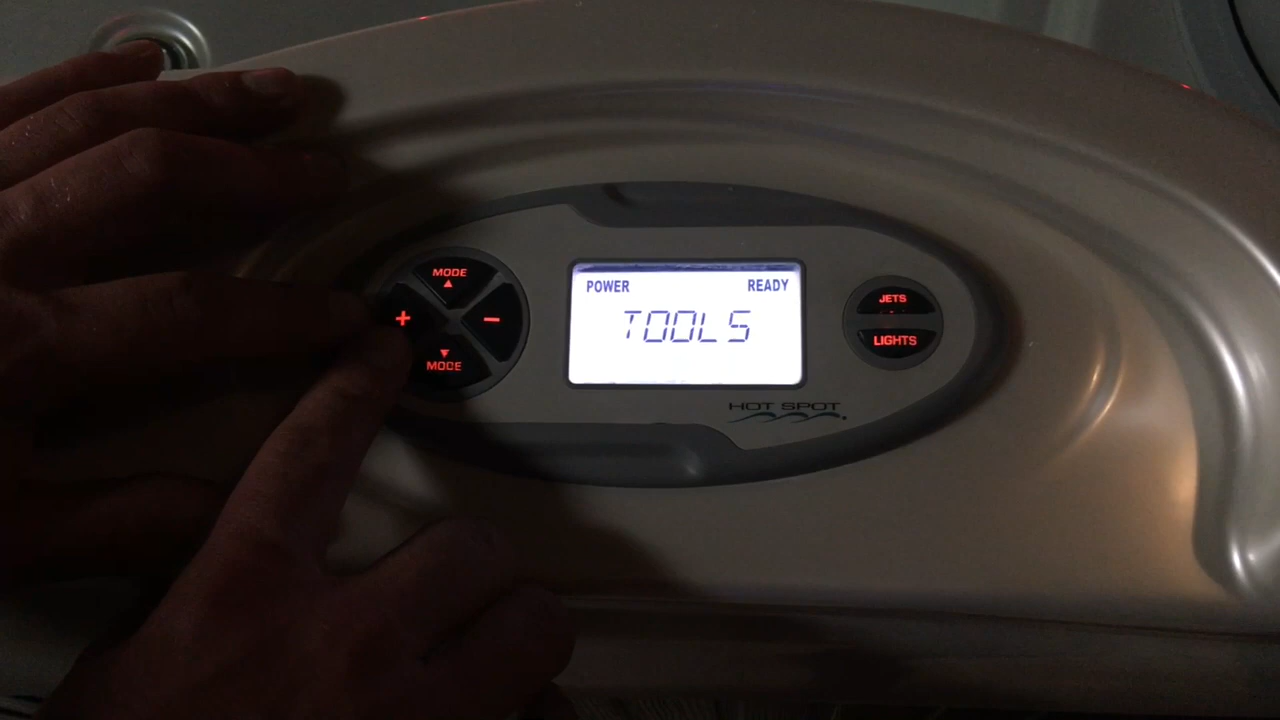 MODE
+
−
MODE
POWER READY
TOOLS
JETS
LIGHTS
HOT SPOT